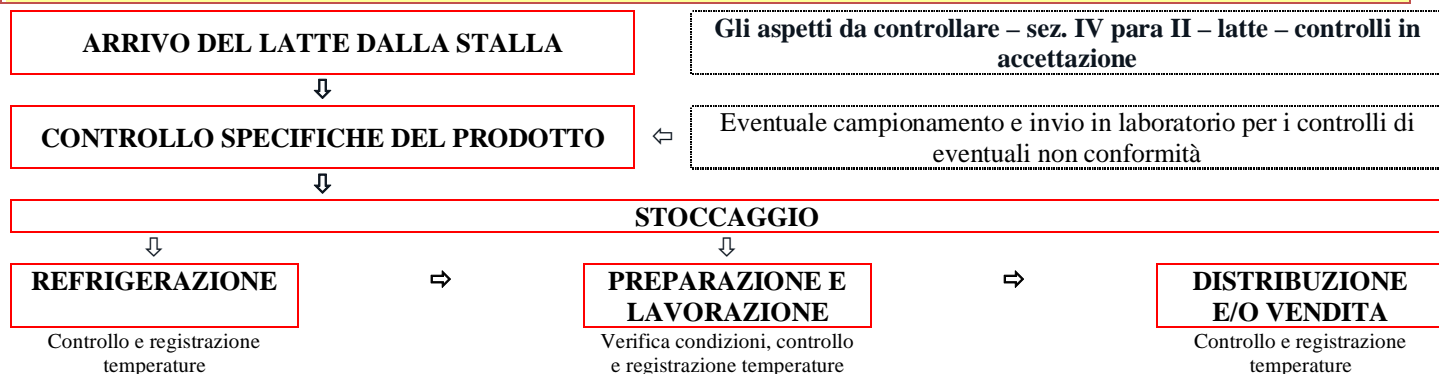 ARRIVO DEL LATTE DALLA STALLA
Gli aspetti da controllare – sez. IV para II – latte – controlli in
accettazione
⇩
CONTROLLO SPECIFICHE DEL PRODOTTO
⇦
Eventuale campionamento e invio in laboratorio per i controlli di
eventuali non conformità
⇩
STOCCAGGIO
⇩ ⇩
REFRIGERAZIONE
⇨
PREPARAZIONE E
LAVORAZIONE
⇨
DISTRIBUZIONE
E/O VENDITA
Controllo e registrazione
temperature
Verifica condizioni, controllo
e registrazione temperature
Controllo e registrazione
temperature